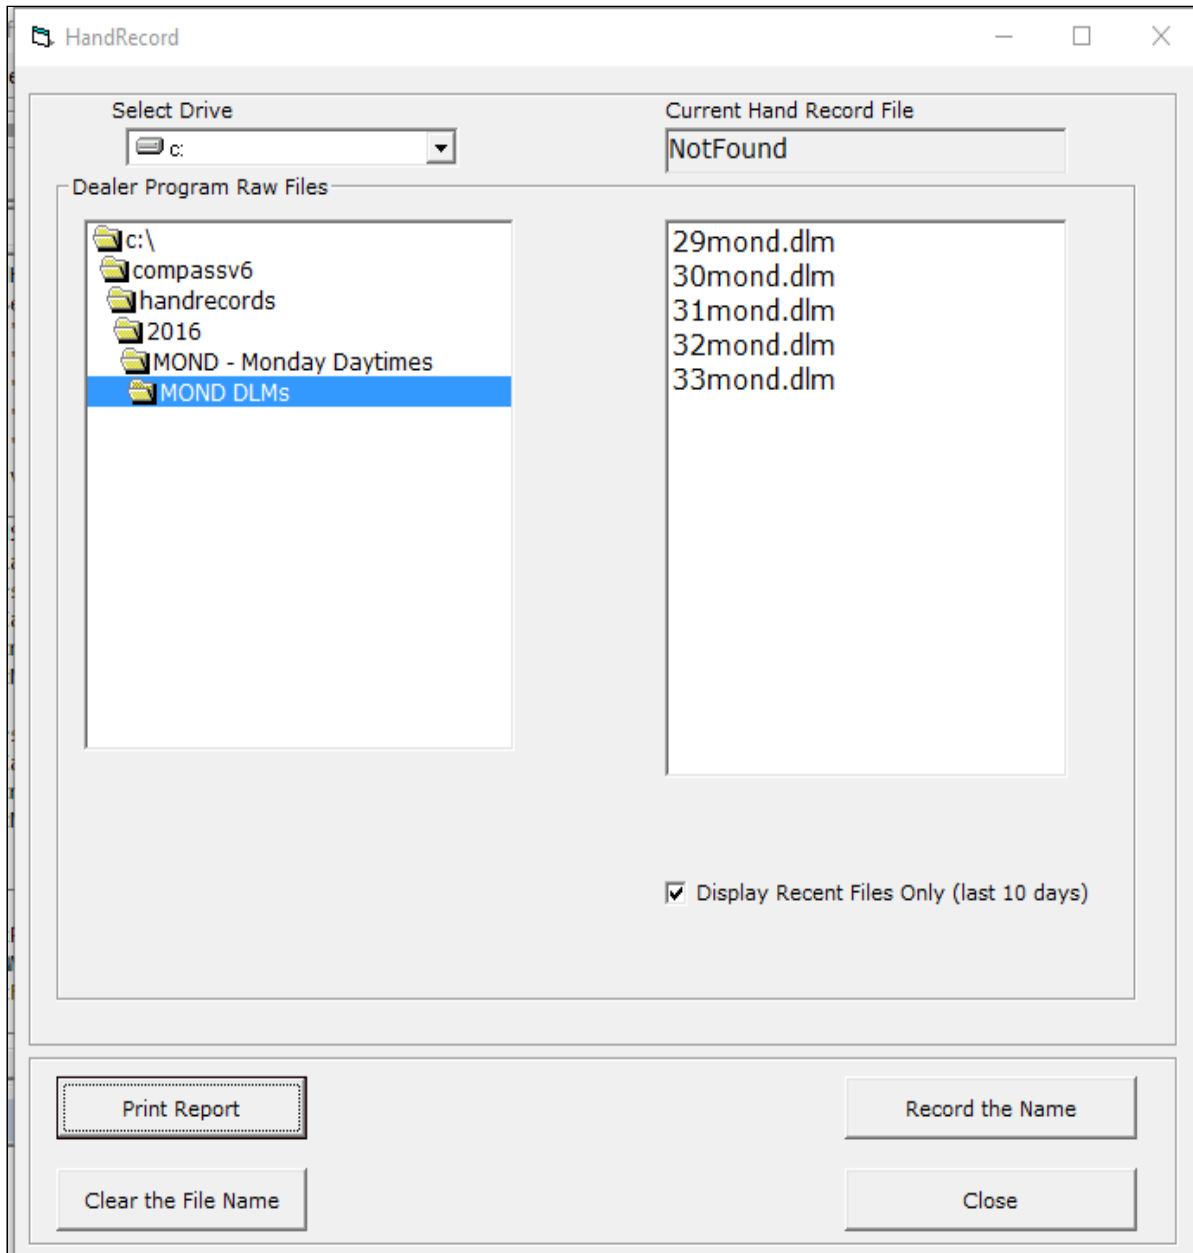 HandRecord
Select Drive
Current Hand Record File
c:
NotFound
Dealer Program Raw Files
c:\
compassv6
handrecords
2016
MOND - Monday Daytimes
MOND DLMs
29mond.dlm
30mond.dlm
31mond.dlm
32mond.dlm
33mond.dlm
Display Recent Files Only (last 10 days)
Print Report
Record the Name
Clear the File Name
Close